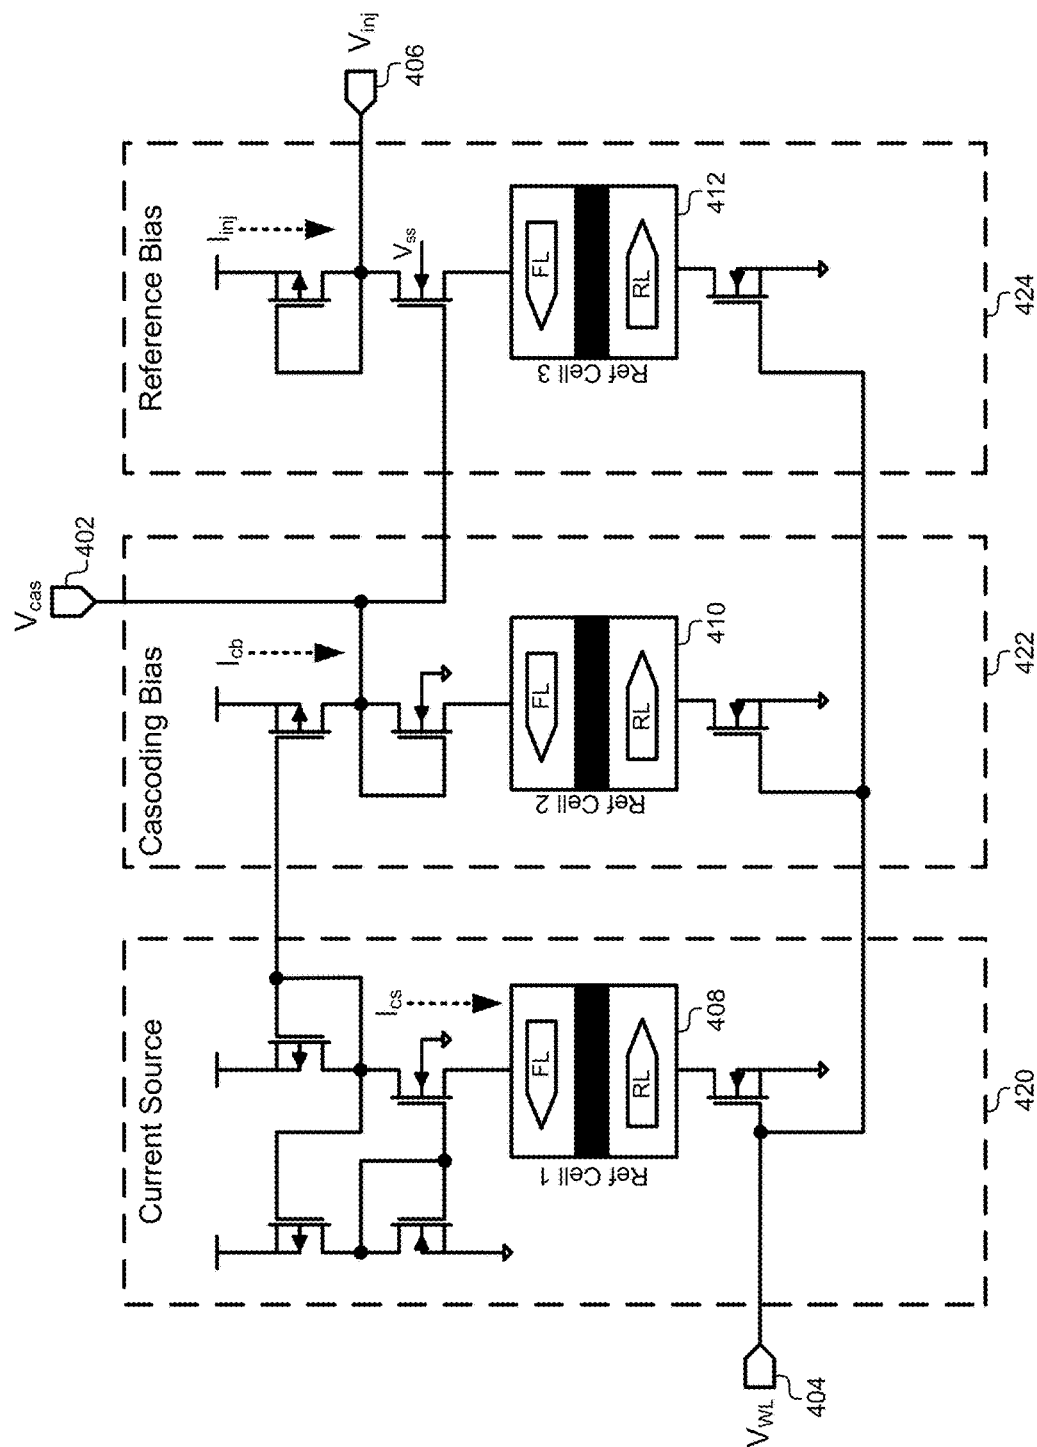 V_cas
402
V_inj
406
V_WL
404
Current Source
I_cs
FL
RL
Ref Cell 1
408
420
Cascoding Bias
I_cb
FL
RL
Ref Cell 2
410
422
Reference Bias
I_inj
V_ss
FL
RL
Ref Cell 3
412
424